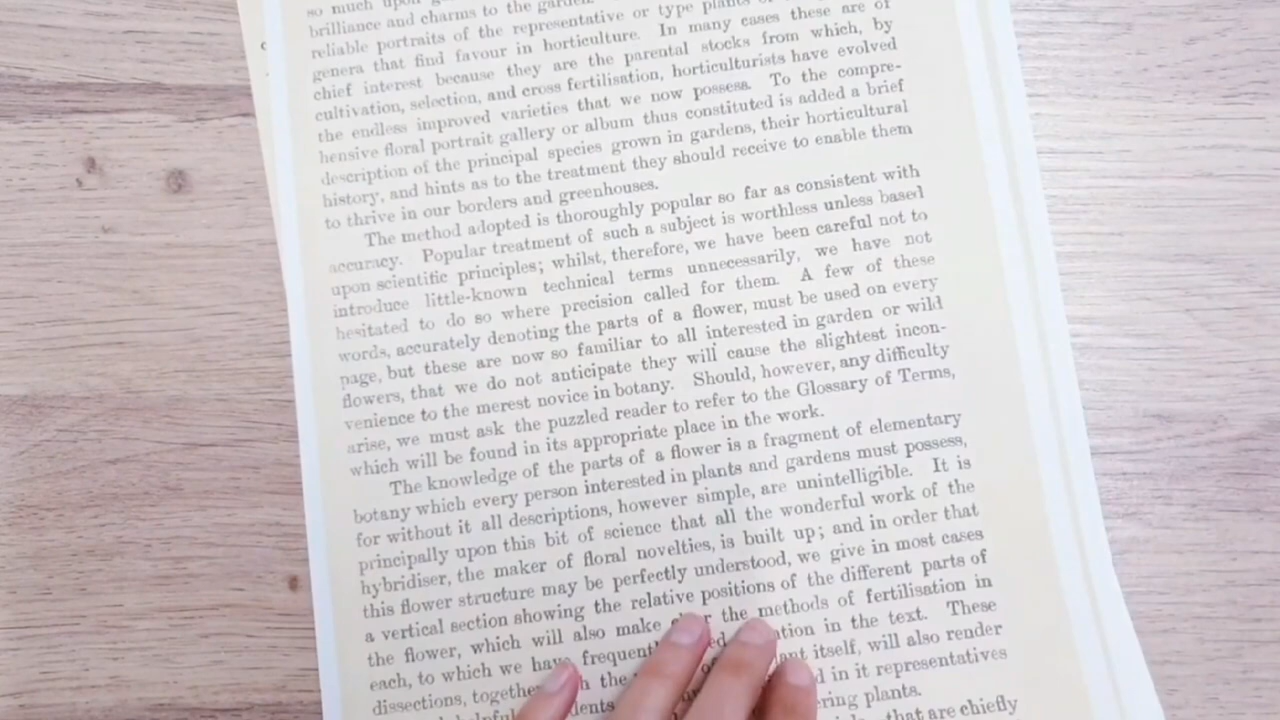 so much upon
brilliance and charms to the garden.
reliable portraits of the representative or type plants
genera that find favour in horticulture. In many cases these are of
chief interest because they are the parental stocks from which, by
cultivation, selection, and cross fertilisation, horticulturists have evolved
the endless improved varieties that we now possess. To the compre-
hensive floral portrait gallery or album thus constituted is added a brief
description of the principal species grown in gardens, their horticultural
history, and hints as to the treatment they should receive to enable them
to thrive in our borders and greenhouses.
The method adopted is thoroughly popular so far as consistent with
accuracy. Popular treatment of such a subject is worthless unless based
upon scientific principles; whilst, therefore, we have been careful not to
introduce little-known technical terms unnecessarily, we have not
hesitated to do so where precision called for them. A few of these
words, accurately denoting the parts of a flower, must be used on every
page, but these are now so familiar to all interested in garden or wild
flowers, that we do not anticipate they will cause the slightest incon-
venience to the merest novice in botany. Should, however, any difficulty
arise, we must ask the puzzled reader to refer to the Glossary of Terms,
which will be found in its appropriate place in the work.
The knowledge of the parts of a flower is a fragment of elementary
botany which every person interested in plants and gardens must possess,
for without it all descriptions, however simple, are unintelligible. It is
principally upon this bit of science that all the wonderful work of the
hybridiser, the maker of floral novelties, is built up; and in order that
this flower structure may be perfectly understood, we give in most cases
a vertical section showing the relative positions of the different parts of
the flower, which will also make the methods of fertilisation in
each, to which we have in the text. These
dissections, together the itself, will also render
in it representatives
plants.
that are chiefly